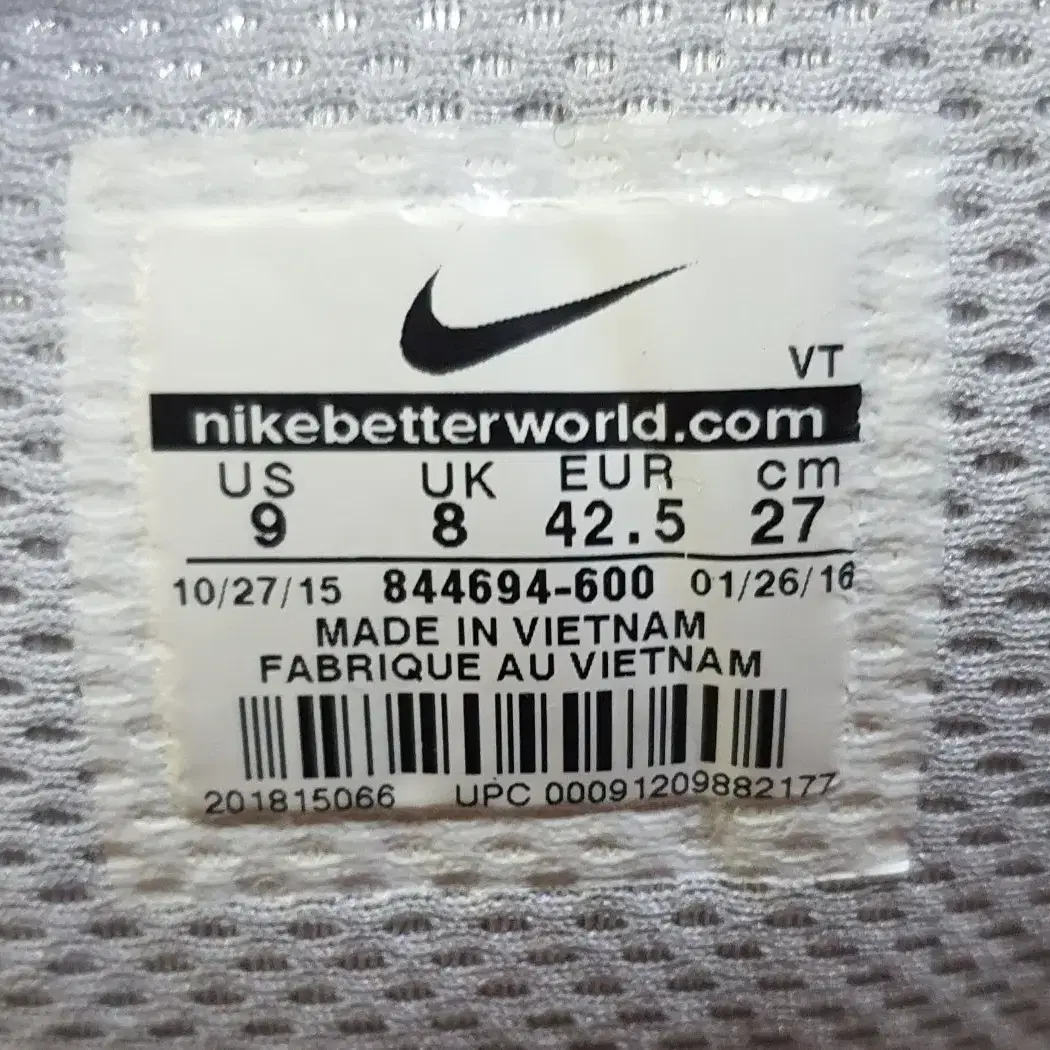 VT
nikebetterworld.com
US UK EUR cm
9 8 42.5 27
10/27/15 844694-600 01/26/16
MADE IN VIETNAM
FABRIQUE AU VIETNAM
201815066 UPC 00091209882177